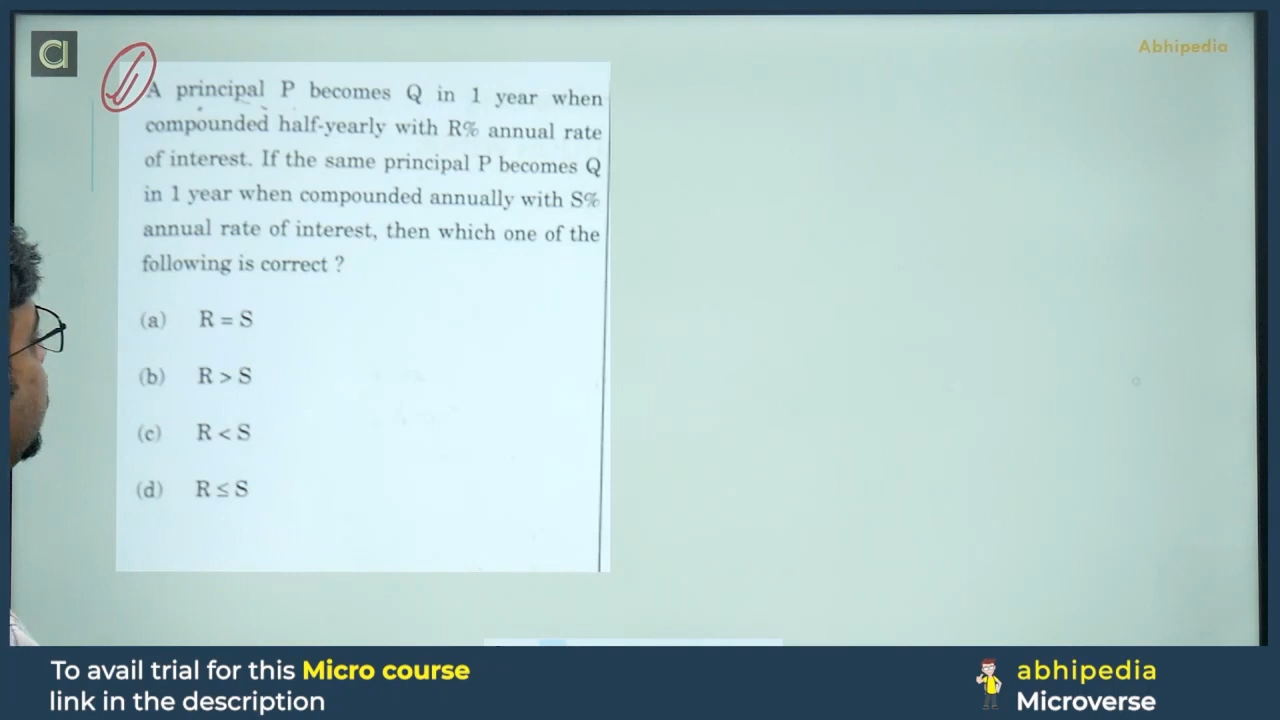 Abhipedia
A principal P becomes Q in 1 year when
compounded half-yearly with R% annual rate
of interest. If the same principal P becomes Q
in 1 year when compounded annually with S%
annual rate of interest, then which one of the
following is correct ?
(a) R = S
(b) R > S
(c) R < S
(d) R ≤ S
To avail trial for this Micro course
link in the description
abhipedia
Microverse